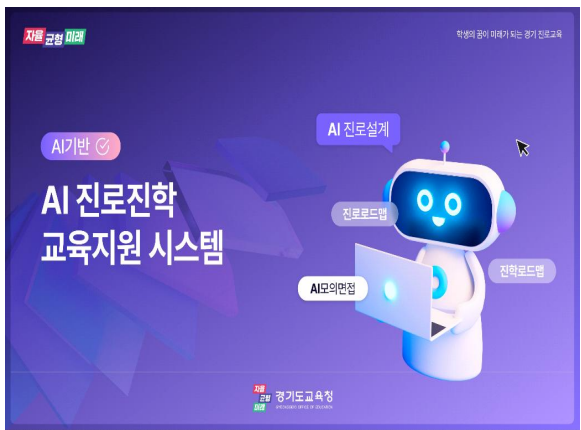 자율 균형 미래
학생의 꿈이 미래가 되는 경기 진로교육
AI기반
AI 진로진학
교육지원 시스템
AI 진로설계
진로로드맵
진학로드맵
AI모의면접
자율
균형
미래
경기도교육청